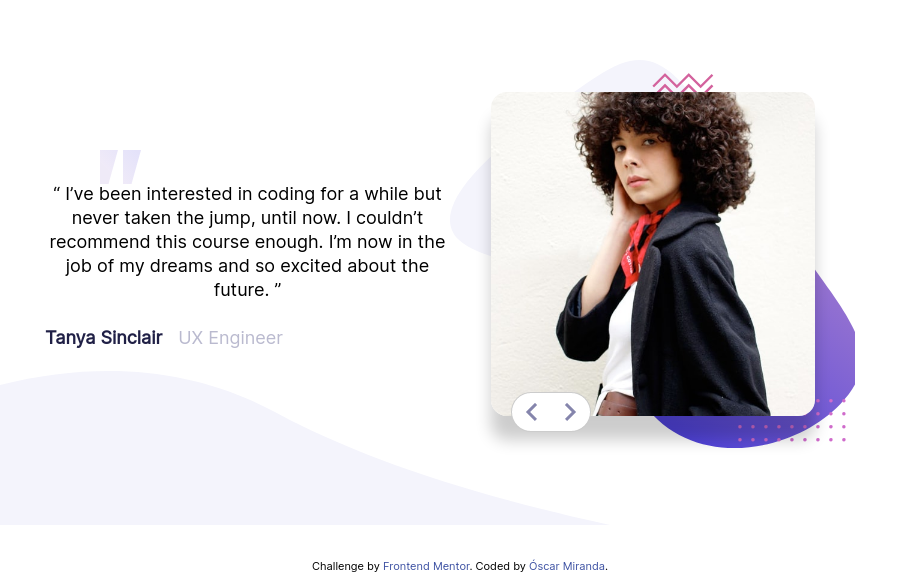 “ I’ve been interested in coding for a while but
never taken the jump, until now. I couldn’t
recommend this course enough. I’m now in the
job of my dreams and so excited about the
future. ”
Tanya Sinclair UX Engineer
Challenge by Frontend Mentor. Coded by Óscar Miranda.